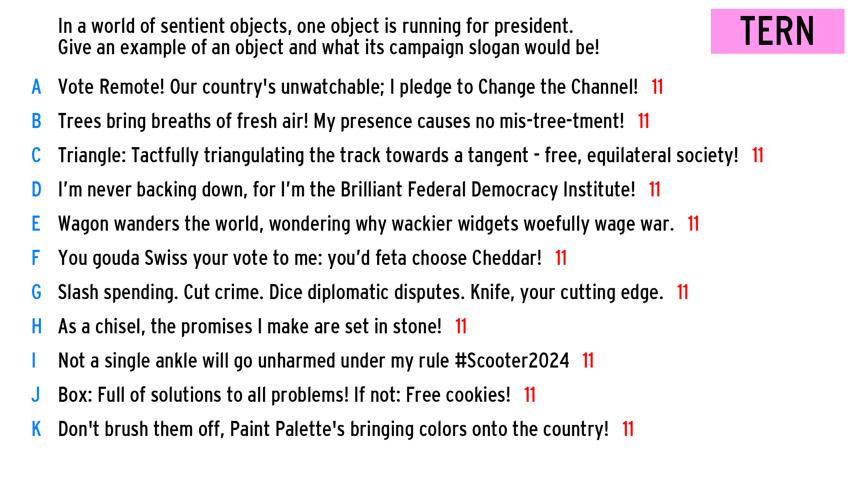 In a world of sentient objects, one object is running for president.
Give an example of an object and what its campaign slogan would be!
TERN
A Vote Remote! Our country's unwatchable; I pledge to Change the Channel! 11
B Trees bring breaths of fresh air! My presence causes no mis-tree-tment! 11
C Triangle: Tactfully triangulating the track towards a tangent - free, equilateral society! 11
D I'm never backing down, for I'm the Brilliant Federal Democracy Institute! 11
E Wagon wanders the world, wondering why wackier widgets woefully wage war. 11
F You gouda Swiss your vote to me: you'd feta choose Cheddar! 11
G Slash spending. Cut crime. Dice diplomatic disputes. Knife, your cutting edge. 11
H As a chisel, the promises I make are set in stone! 11
I Not a single ankle will go unharmed under my rule #Scooter2024 11
J Box: Full of solutions to all problems! If not: Free cookies! 11
K Don't brush them off, Paint Palette's bringing colors onto the country! 11